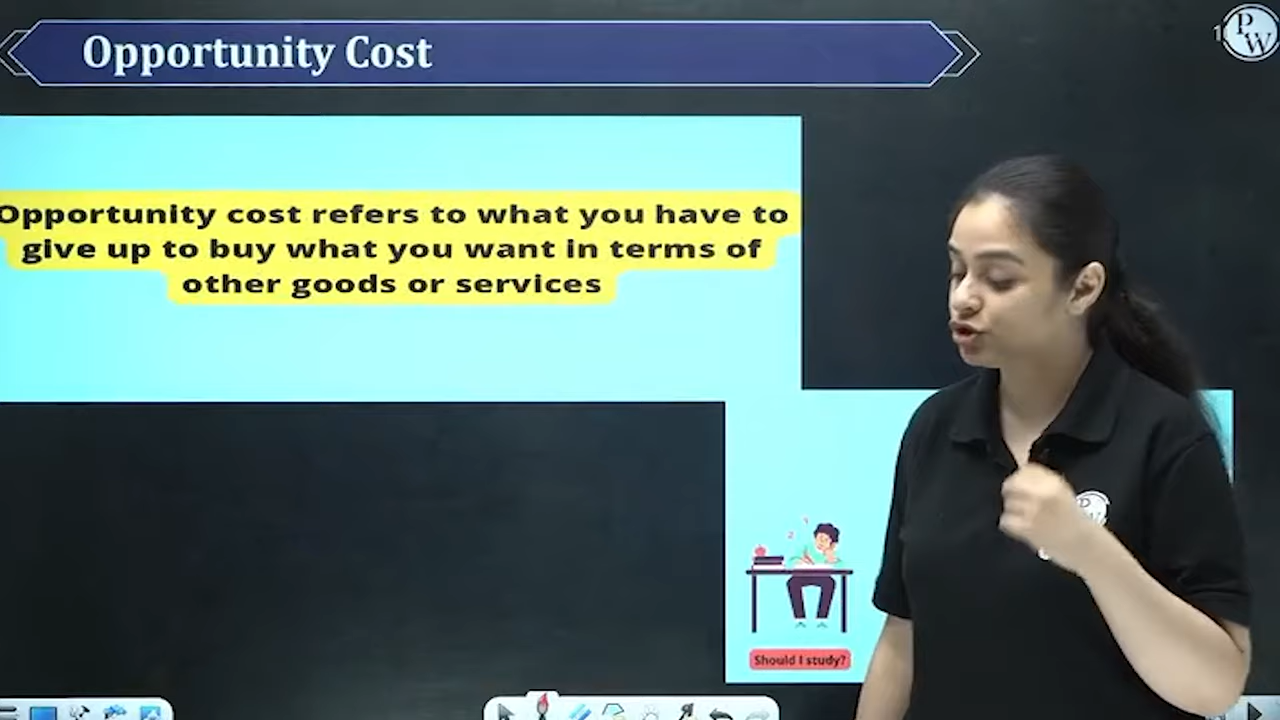 Opportunity Cost
PW
Opportunity cost refers to what you have to
give up to buy what you want in terms of
other goods or services
Should I study?